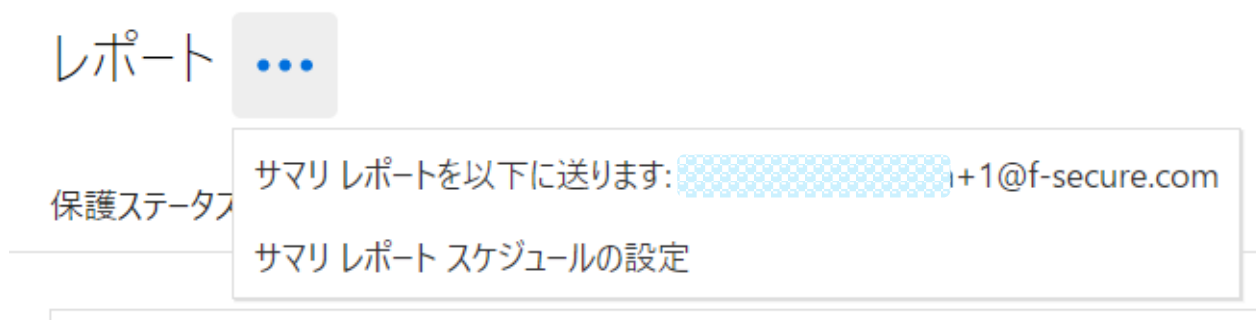 レポート ...
サマリ レポートを以下に送ります: +1@f-secure.com
保護ステータス
サマリ レポート スケジュールの設定